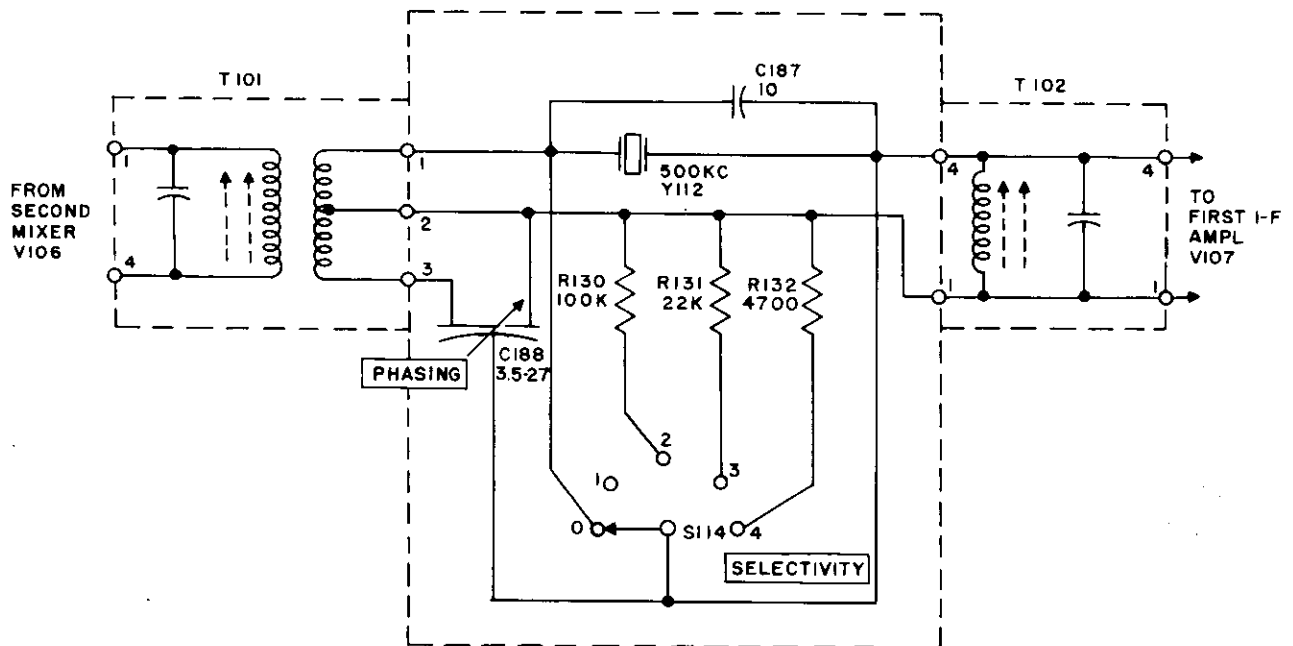 C187
10
T101
T102
1
1
4
4
500KC
Y112
FROM
SECOND
MIXER
V106
2
TO
FIRST I-F
AMPL
V107
4
3
R130
100K
R131
22K
R132
4700
1
1
C188
3.5-27
PHASING
2
1
3
0
S114
4
SELECTIVITY